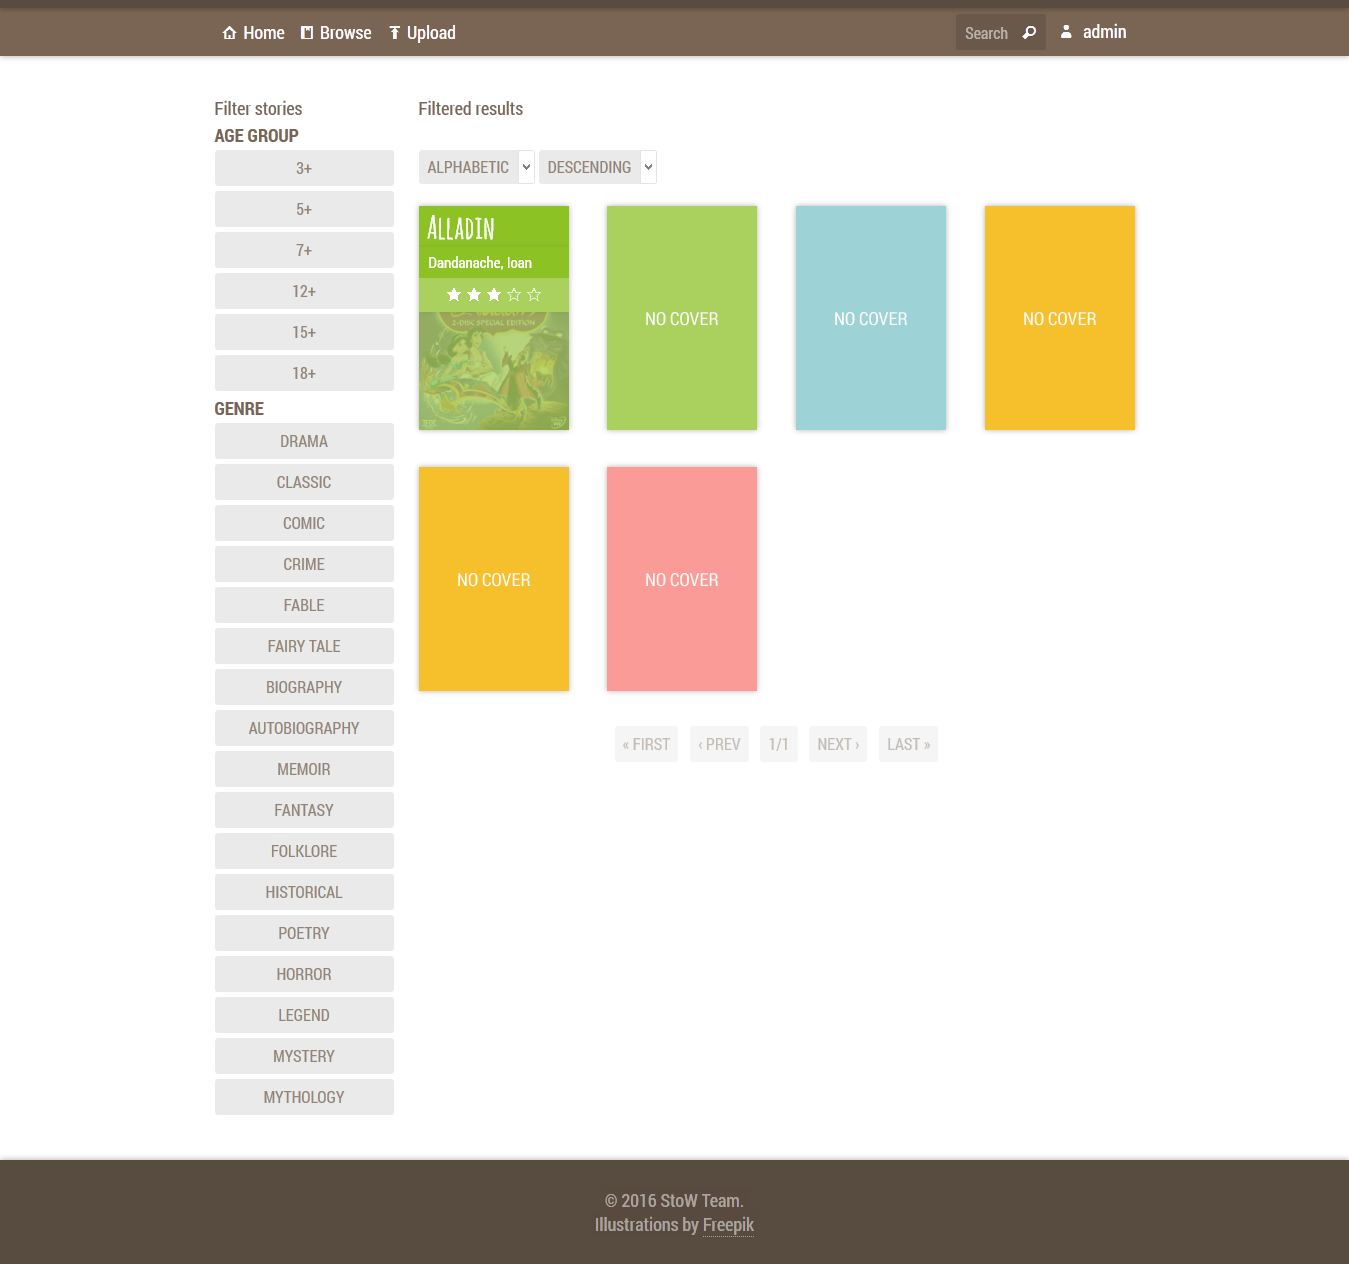 Home Browse Upload Search admin
Filter stories
AGE GROUP
3+
5+
7+
12+
15+
18+
GENRE
DRAMA
CLASSIC
COMIC
CRIME
FABLE
FAIRY TALE
BIOGRAPHY
AUTOBIOGRAPHY
MEMOIR
FANTASY
FOLKLORE
HISTORICAL
POETRY
HORROR
LEGEND
MYSTERY
MYTHOLOGY
Filtered results
ALPHABETIC DESCENDING
ALLADIN
Dandanache, Ioan
2-DISC SPECIAL EDITION
NO COVER
NO COVER
NO COVER
NO COVER
NO COVER
« FIRST ‹ PREV 1/1 NEXT › LAST »
© 2016 StoW Team.
Illustrations by Freepik